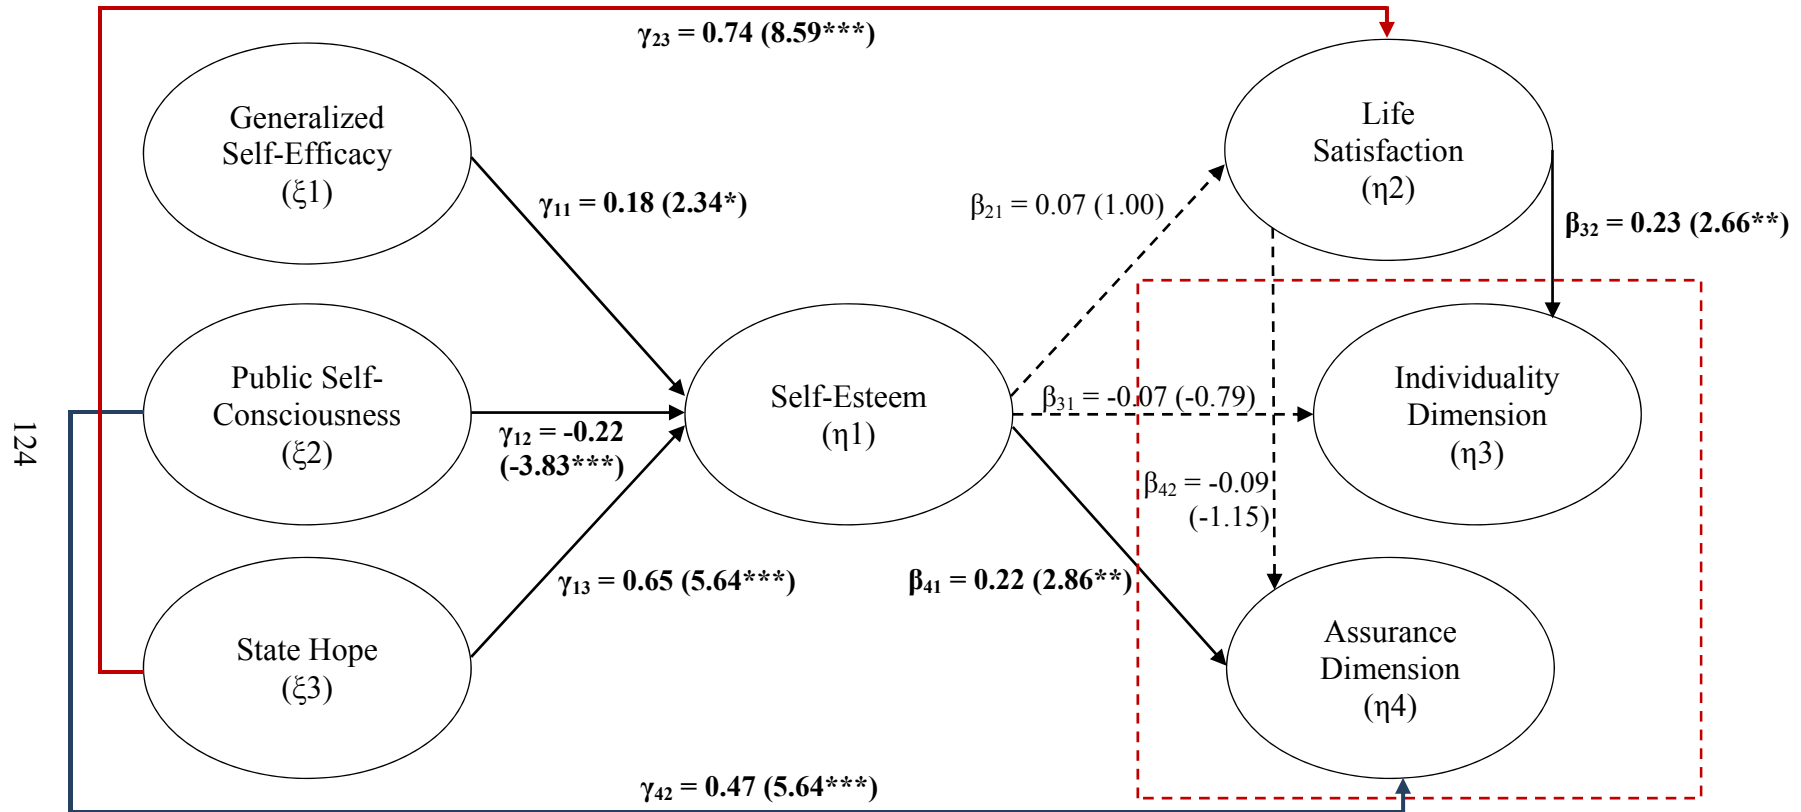 γ23 = 0.74 (8.59***)
Generalized
Self-Efficacy
(ξ1)
Life
Satisfaction
(η2)
γ11 = 0.18 (2.34*)
β21 = 0.07 (1.00)
β32 = 0.23 (2.66**)
Public Self-
Consciousness
(ξ2)
γ12 = -0.22
(-3.83***)
Self-Esteem
(η1)
β31 = -0.07 (-0.79)
Individuality
Dimension
(η3)
124
β42 = -0.09
(-1.15)
γ13 = 0.65 (5.64***)
β41 = 0.22 (2.86**)
State Hope
(ξ3)
Assurance
Dimension
(η4)
γ42 = 0.47 (5.64***)